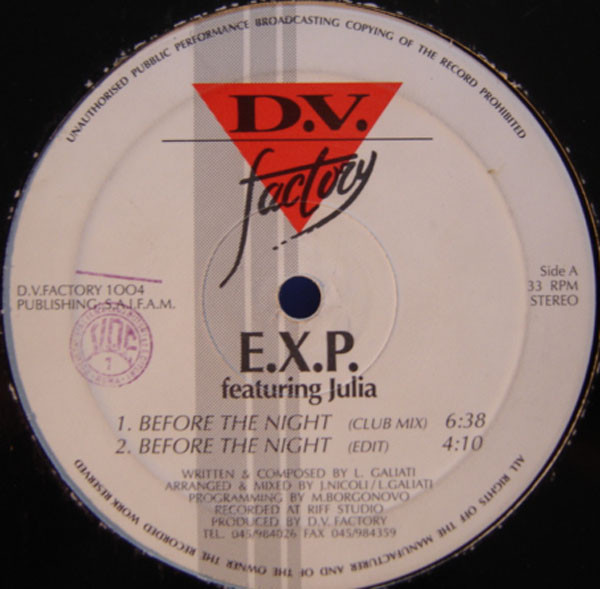 UNAUTHORISED PUBBLIC PERFORMANCE BROADCASTING COPYING OF THE RECORD PROHIBITED
D.V.
factory
D.V.FACTORY 1004
PUBLISHING: S.A.I.F.A.M.
Side A
33 RPM
STEREO
E.X.P.
featuring Julia
1. BEFORE THE NIGHT (CLUB MIX) 6:38
2. BEFORE THE NIGHT (EDIT) 4:10
WRITTEN & COMPOSED BY L. GALIATI
ARRANGED & MIXED BY J.NICOLI/L.GALIATI
PROGRAMMING BY M.BORGONOVO
RECORDED AT RIFF STUDIO
PRODUCED BY D.V. FACTORY
TEL. 045/984026 FAX. 045/984359
ALL RIGHTS OFF THE MANUFACTURER AND OF THE OWNER THE RECORDED WORK RESERVED